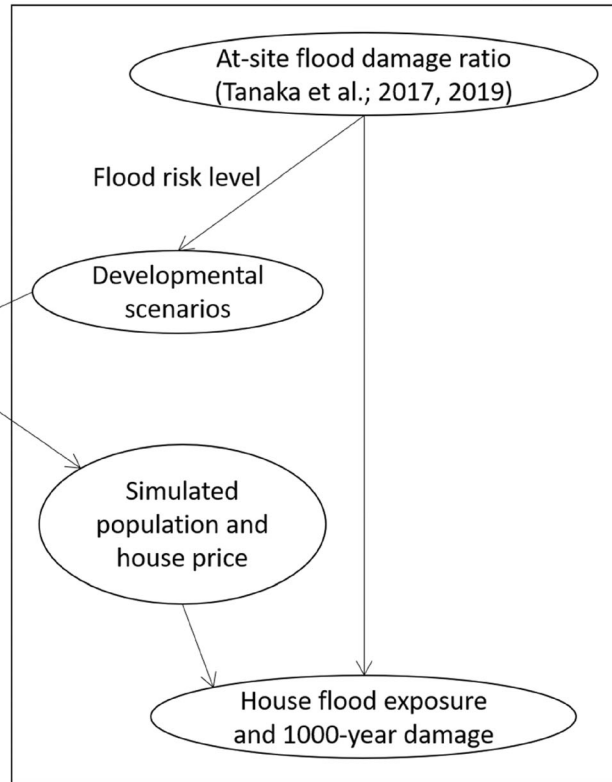 At-site flood damage ratio
(Tanaka et al.; 2017, 2019)
Flood risk level
Developmental
scenarios
Simulated
population and
house price
House flood exposure
and 1000-year damage